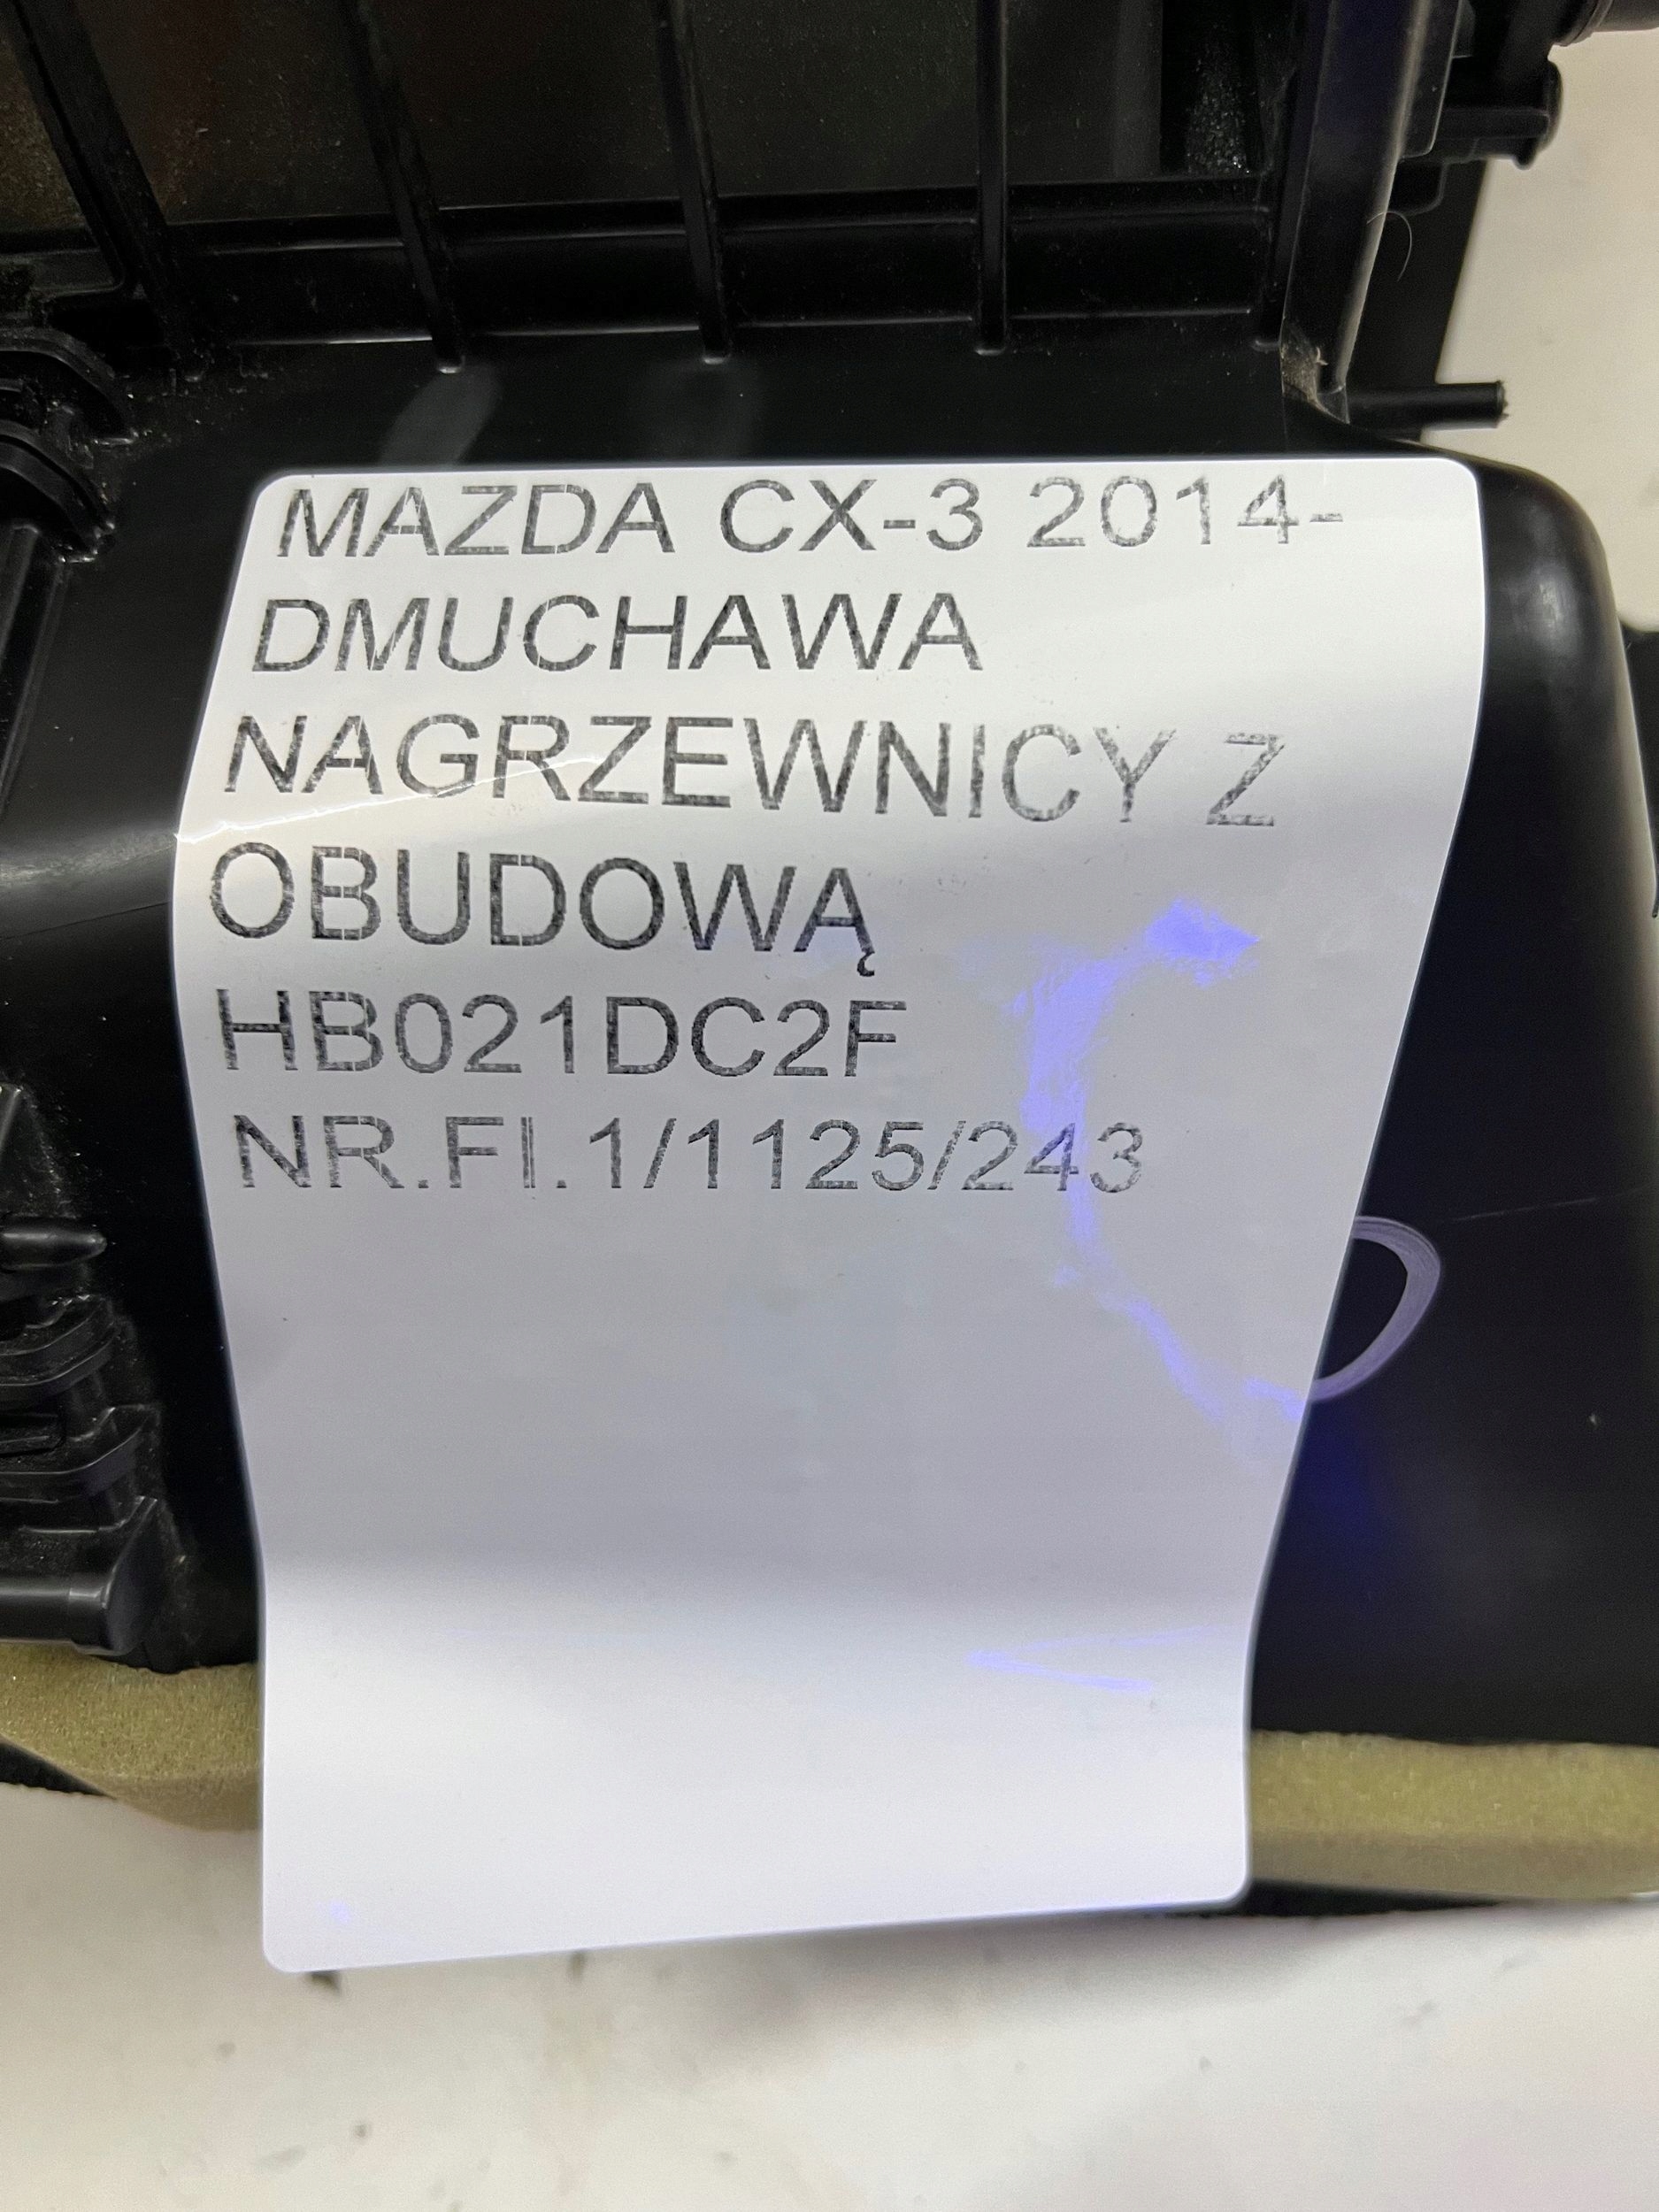 MAZDA CX-3 2014-
DMUCHAWA
NAGRZEWNICY Z
OBUDOWĄ
HB021DC2F
NR.FI.1/1125/243